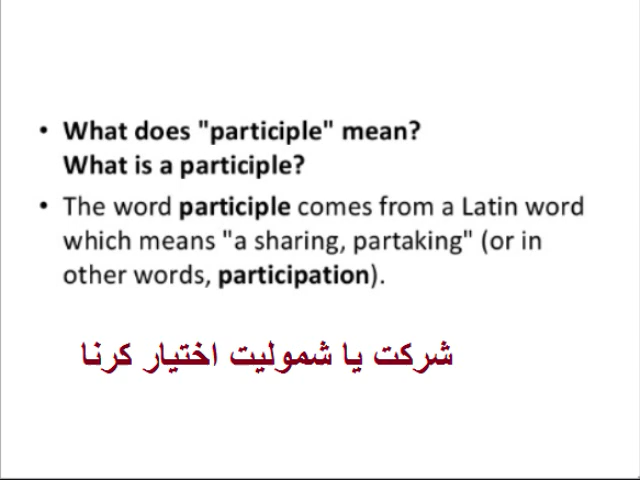 • What does "participle" mean?
What is a participle?
• The word participle comes from a Latin word
which means "a sharing, partaking" (or in
other words, participation).
شرکت یا شمولیت اختیار کرنا